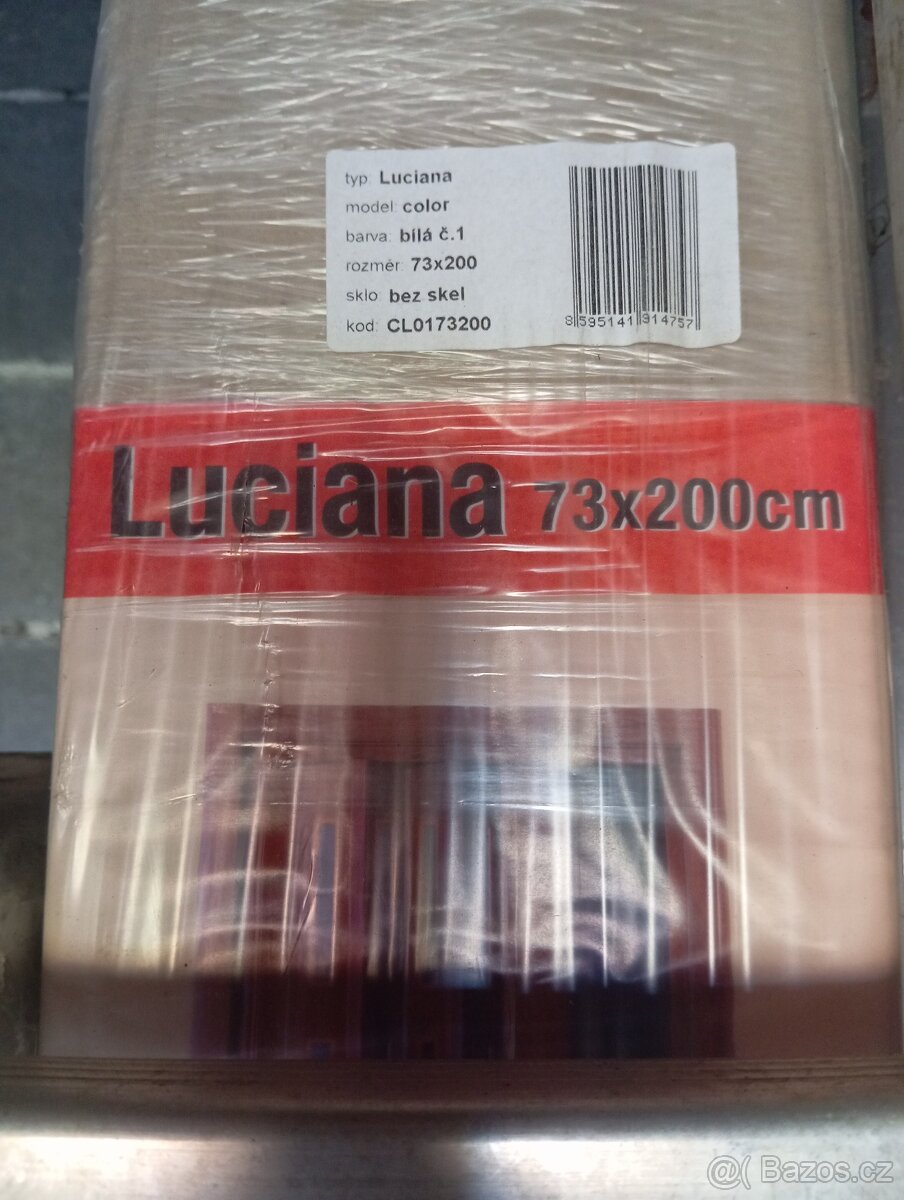 typ: Luciana
model: color
barva: bílá č.1
rozměr: 73x200
sklo: bez skel
kod: CL0173200
8 595141 914757
Luciana 73x200cm
@( Bazos.cz